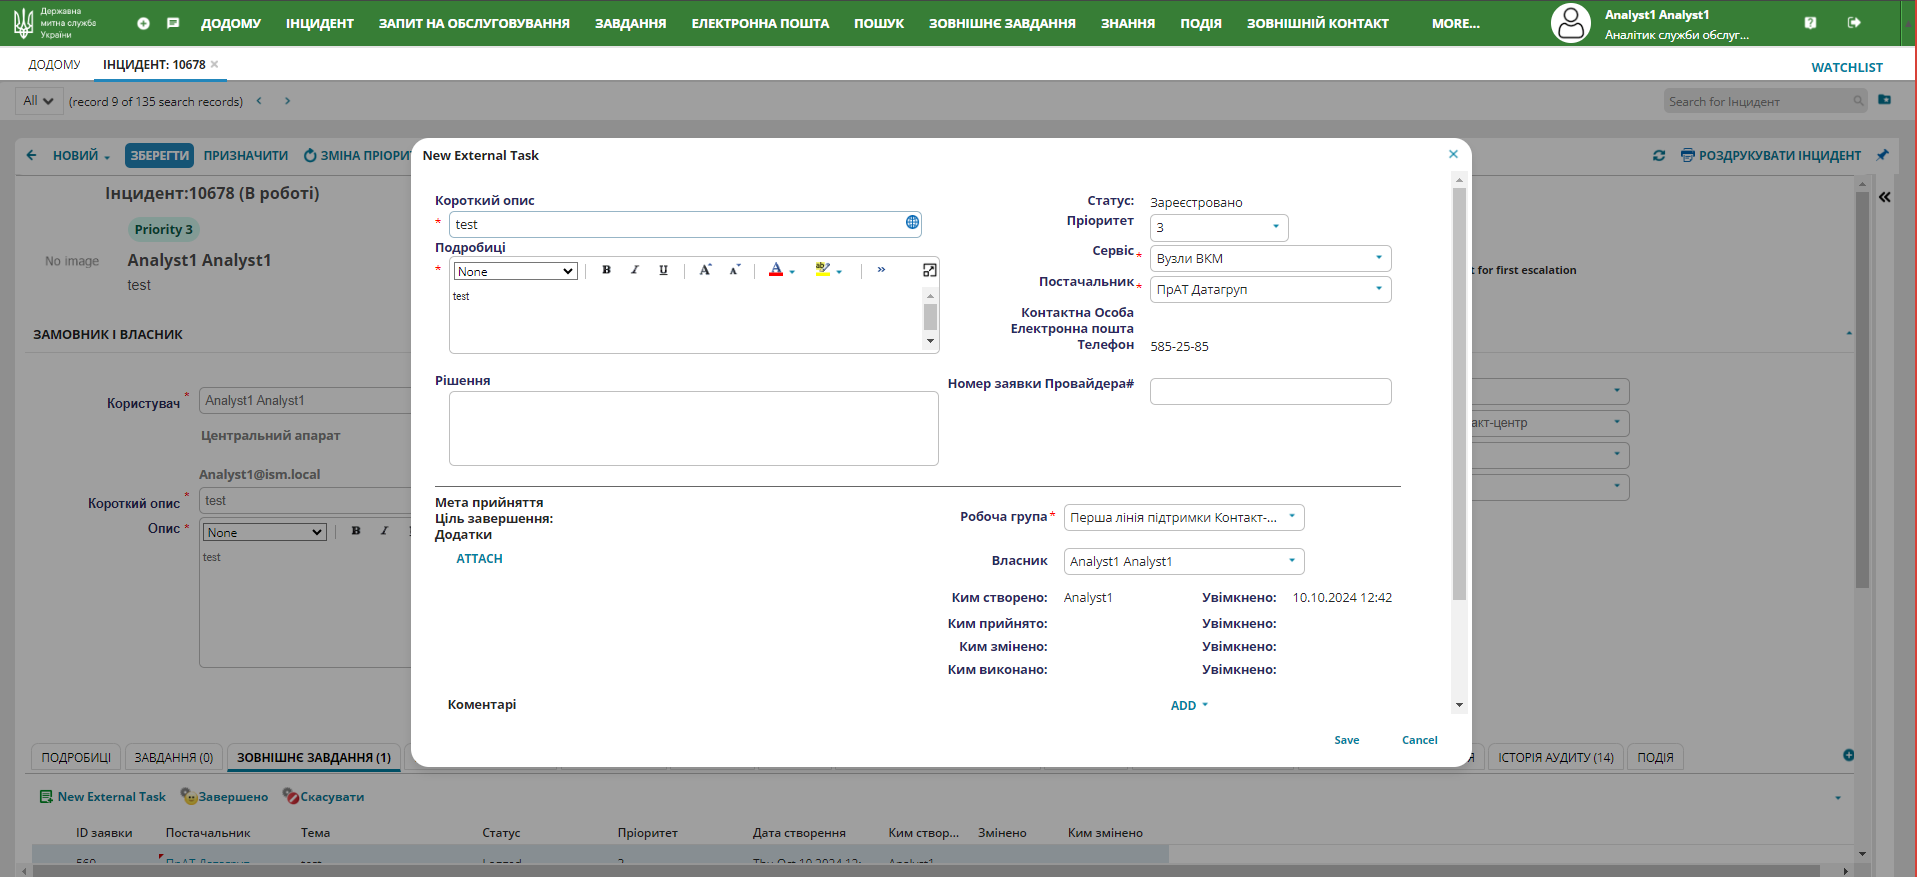 Державна
митна служба
України
ДОДОМУ ІНЦИДЕНТ ЗАПИТ НА ОБСЛУГОВУВАННЯ ЗАВДАННЯ ЕЛЕКТРОННА ПОШТА ПОШУК ЗОВНІШНЄ ЗАВДАННЯ ЗНАННЯ ПОДІЯ ЗОВНІШНІЙ КОНТАКТ MORE...
Analyst1 Analyst1
Аналітик служби обслуг...
ДОДОМУ ІНЦИДЕНТ: 10678
WATCHLIST
All (record 9 of 135 search records)
Search for Інцидент
НОВИЙ ЗБЕРЕГТИ ПРИЗНАЧИТИ ЗМІНА ПРІОРИТ
РОЗДРУКУВАТИ ІНЦИДЕНТ
Інцидент:10678 (В роботі)
Priority 3
No image
Analyst1 Analyst1
test
t for first escalation
ЗАМОВНИК І ВЛАСНИК
Користувач * Analyst1 Analyst1
Центральний апарат
Analyst1@ism.local
Короткий опис * test
Опис * None B I
test
акт-центр
New External Task
Короткий опис
* test
Подробиці
* None B I U A A A ab »
test
Рішення
Статус: Зареєстровано
Пріоритет 3
Сервіс * Вузли ВКМ
Постачальник * ПрАТ Датагруп
Контактна Особа
Електронна пошта
Телефон 585-25-85
Номер заявки Провайдера#
Мета прийняття
Ціль завершення:
Додатки
ATTACH
Робоча група * Перша лінія підтримки Контакт-...
Власник Analyst1 Analyst1
Ким створено: Analyst1 Увімкнено: 10.10.2024 12:42
Ким прийнято: Увімкнено:
Ким змінено: Увімкнено:
Ким виконано: Увімкнено:
Коментарі
ADD
Save Cancel
ПОДРОБИЦІ ЗАВДАННЯ (0) ЗОВНІШНЄ ЗАВДАННЯ (1) Я ІСТОРІЯ АУДИТУ (14) ПОДІЯ
New External Task Завершено Скасувати
ID заявки Постачальник Тема Статус Пріоритет Дата створення Ким створ... Змінено Ким змінено